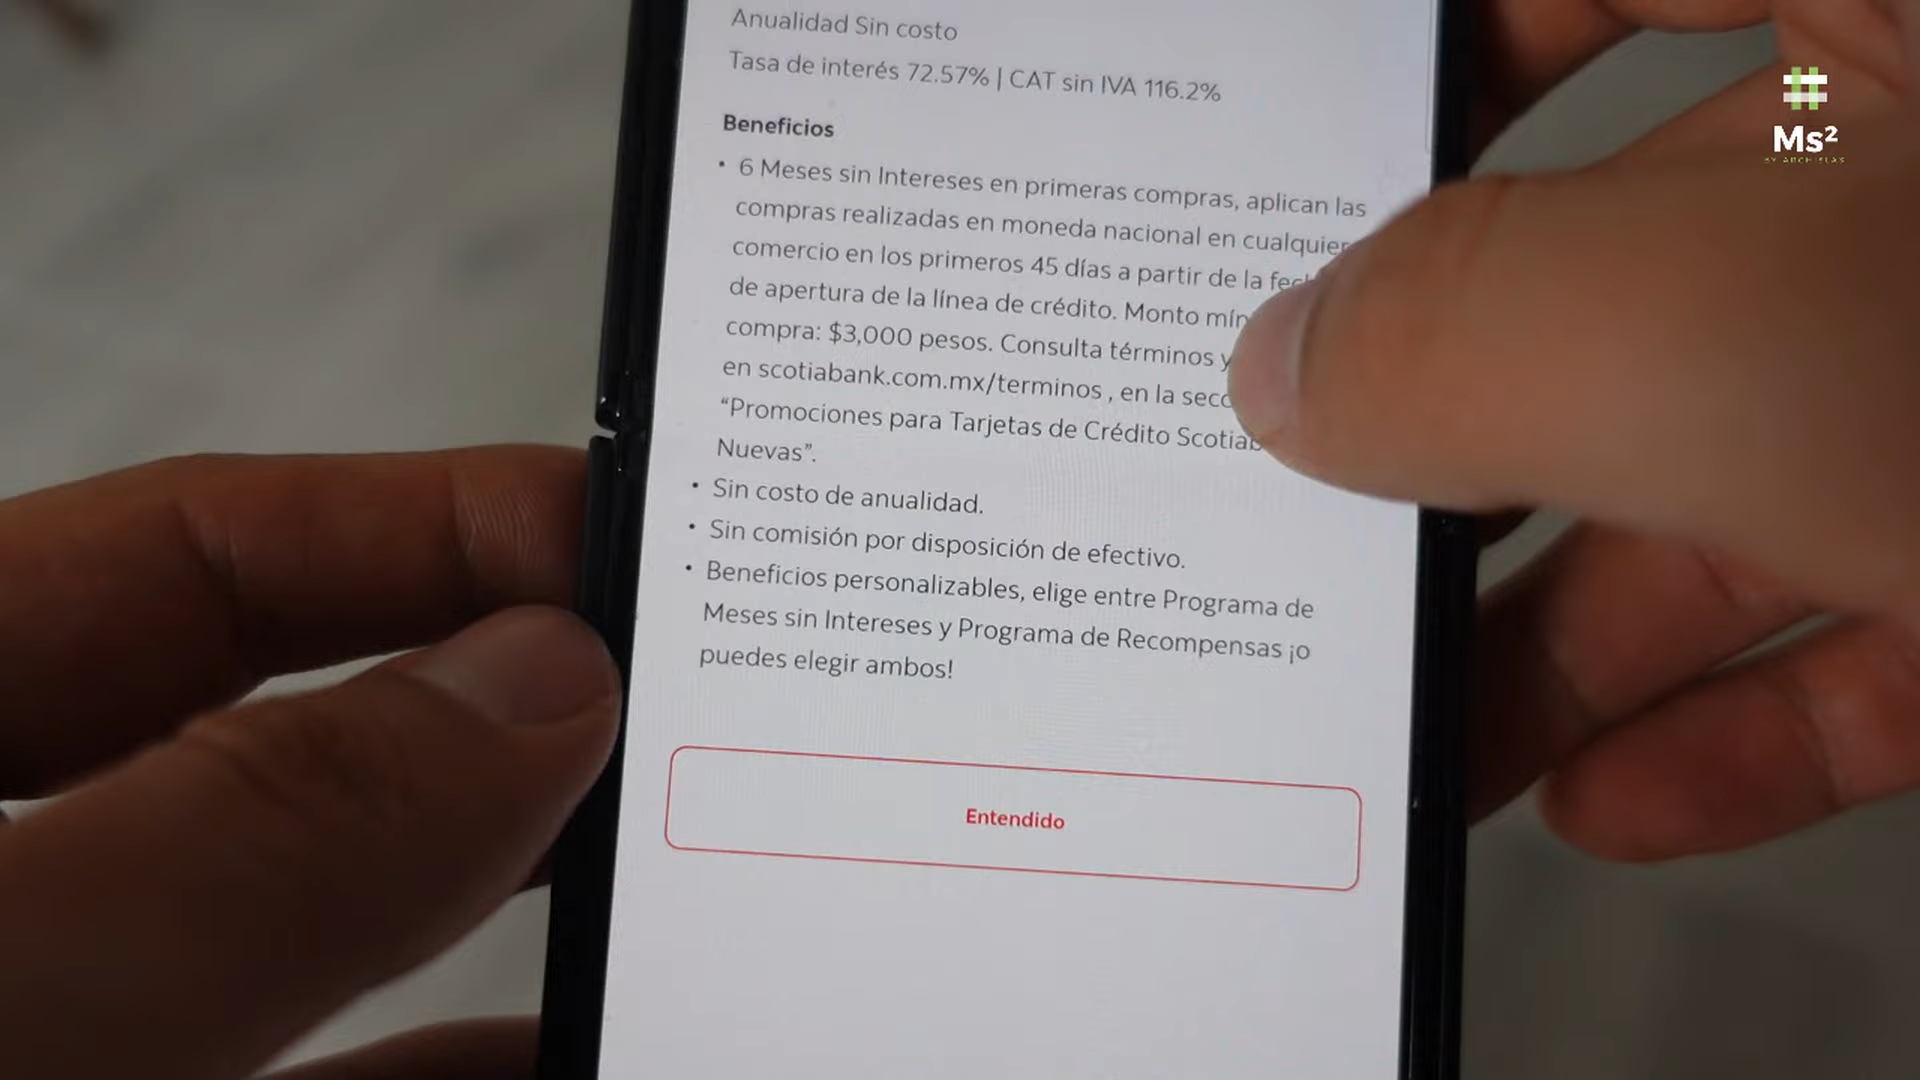 Anualidad Sin costo
Tasa de interés 72.57% | CAT sin IVA 116.2%
Beneficios
• 6 Meses sin Intereses en primeras compras, aplican las
compras realizadas en moneda nacional en cualquier
comercio en los primeros 45 días a partir de la
de apertura de la línea de crédito. Monto
compra: $3,000 pesos. Consulta términos y
en scotiabank.com.mx/terminos , en la
“Promociones para Tarjetas de Crédito
Nuevas”.
• Sin costo de anualidad.
• Sin comisión por disposición de efectivo.
• Beneficios personalizables, elige entre Programa de
Meses sin Intereses y Programa de Recompensas ¡o
puedes elegir ambos!
Entendido
#
Ms²
BY ARCHIELAS